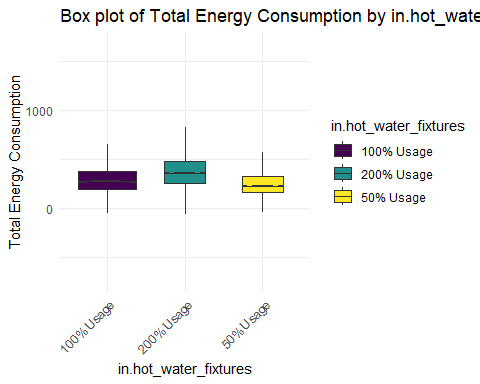 Box plot of Total Energy Consumption by in.hot_wate
Total Energy Consumption
1000
0
100% Usage
200% Usage
50% Usage
in.hot_water_fixtures
in.hot_water_fixtures
100% Usage
200% Usage
50% Usage